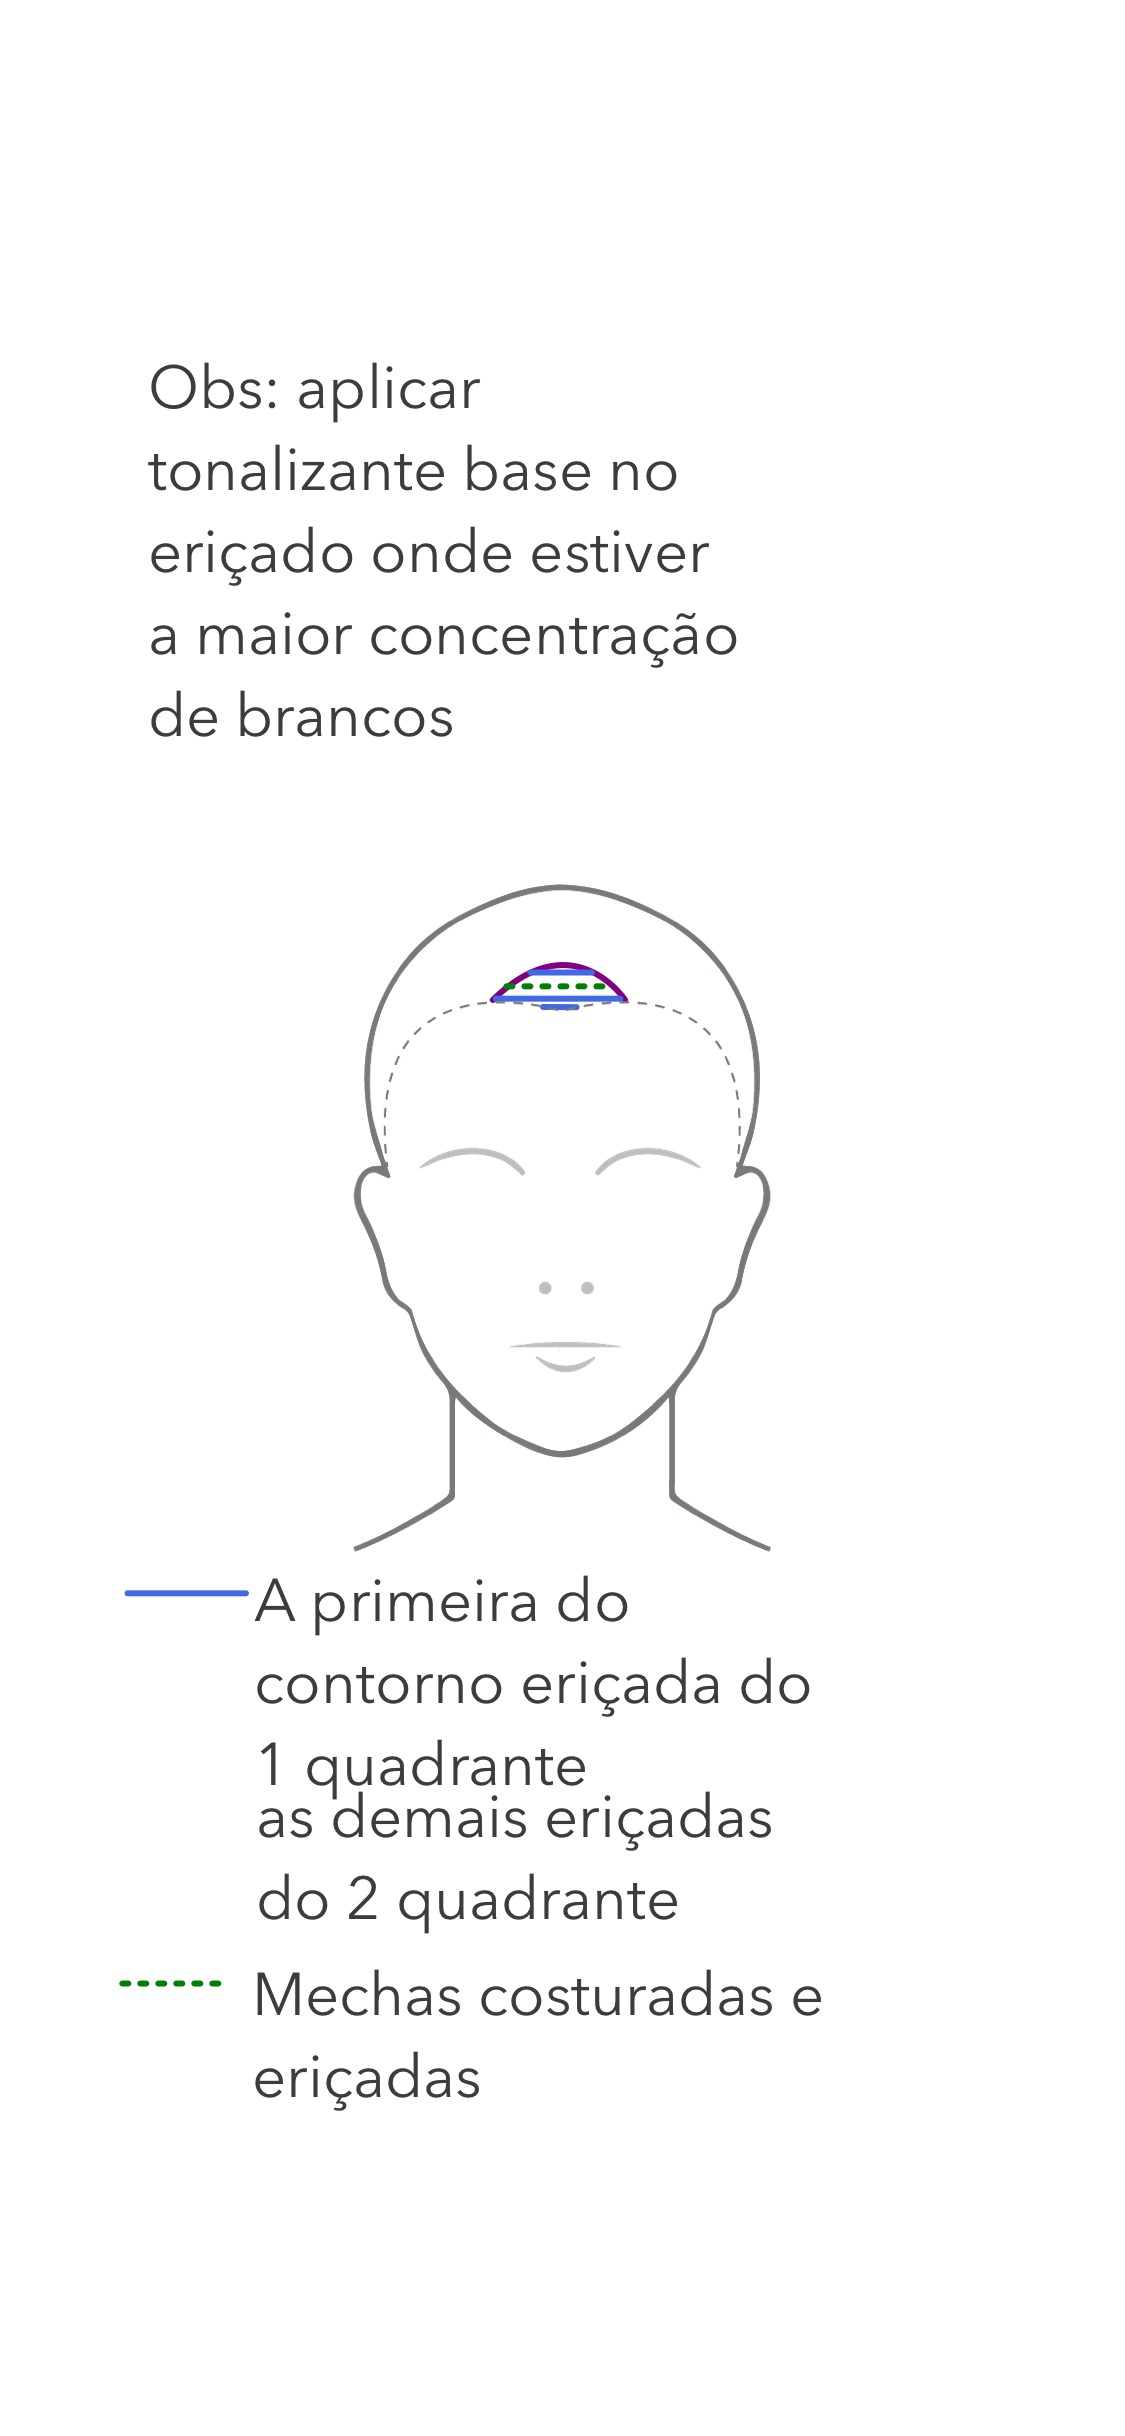 Obs: aplicar
tonalizante base no
eriçado onde estiver
a maior concentração
de brancos
A primeira do
contorno eriçada do
1 quadrante
as demais eriçadas
do 2 quadrante
Mechas costuradas e
eriçadas